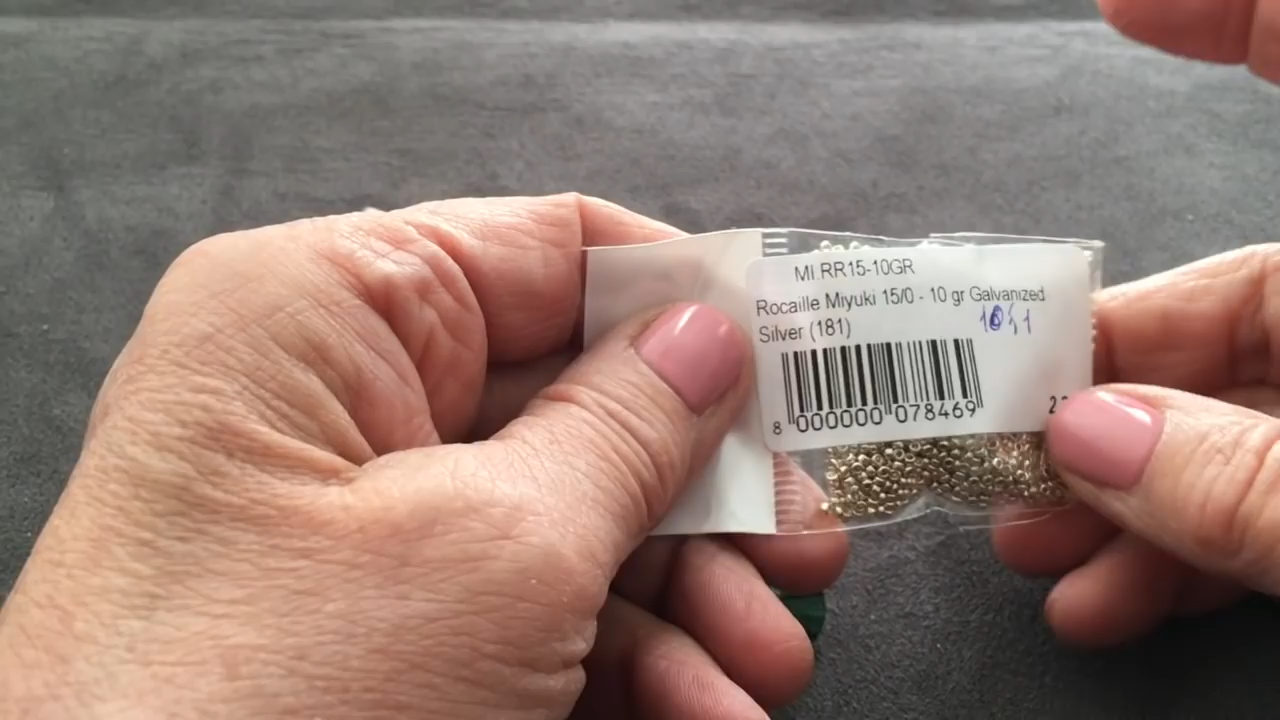 MI RR15-10GR
Rocaille Miyuki 15/0 - 10 gr Galvanized
Silver (181)
8 000000 078469